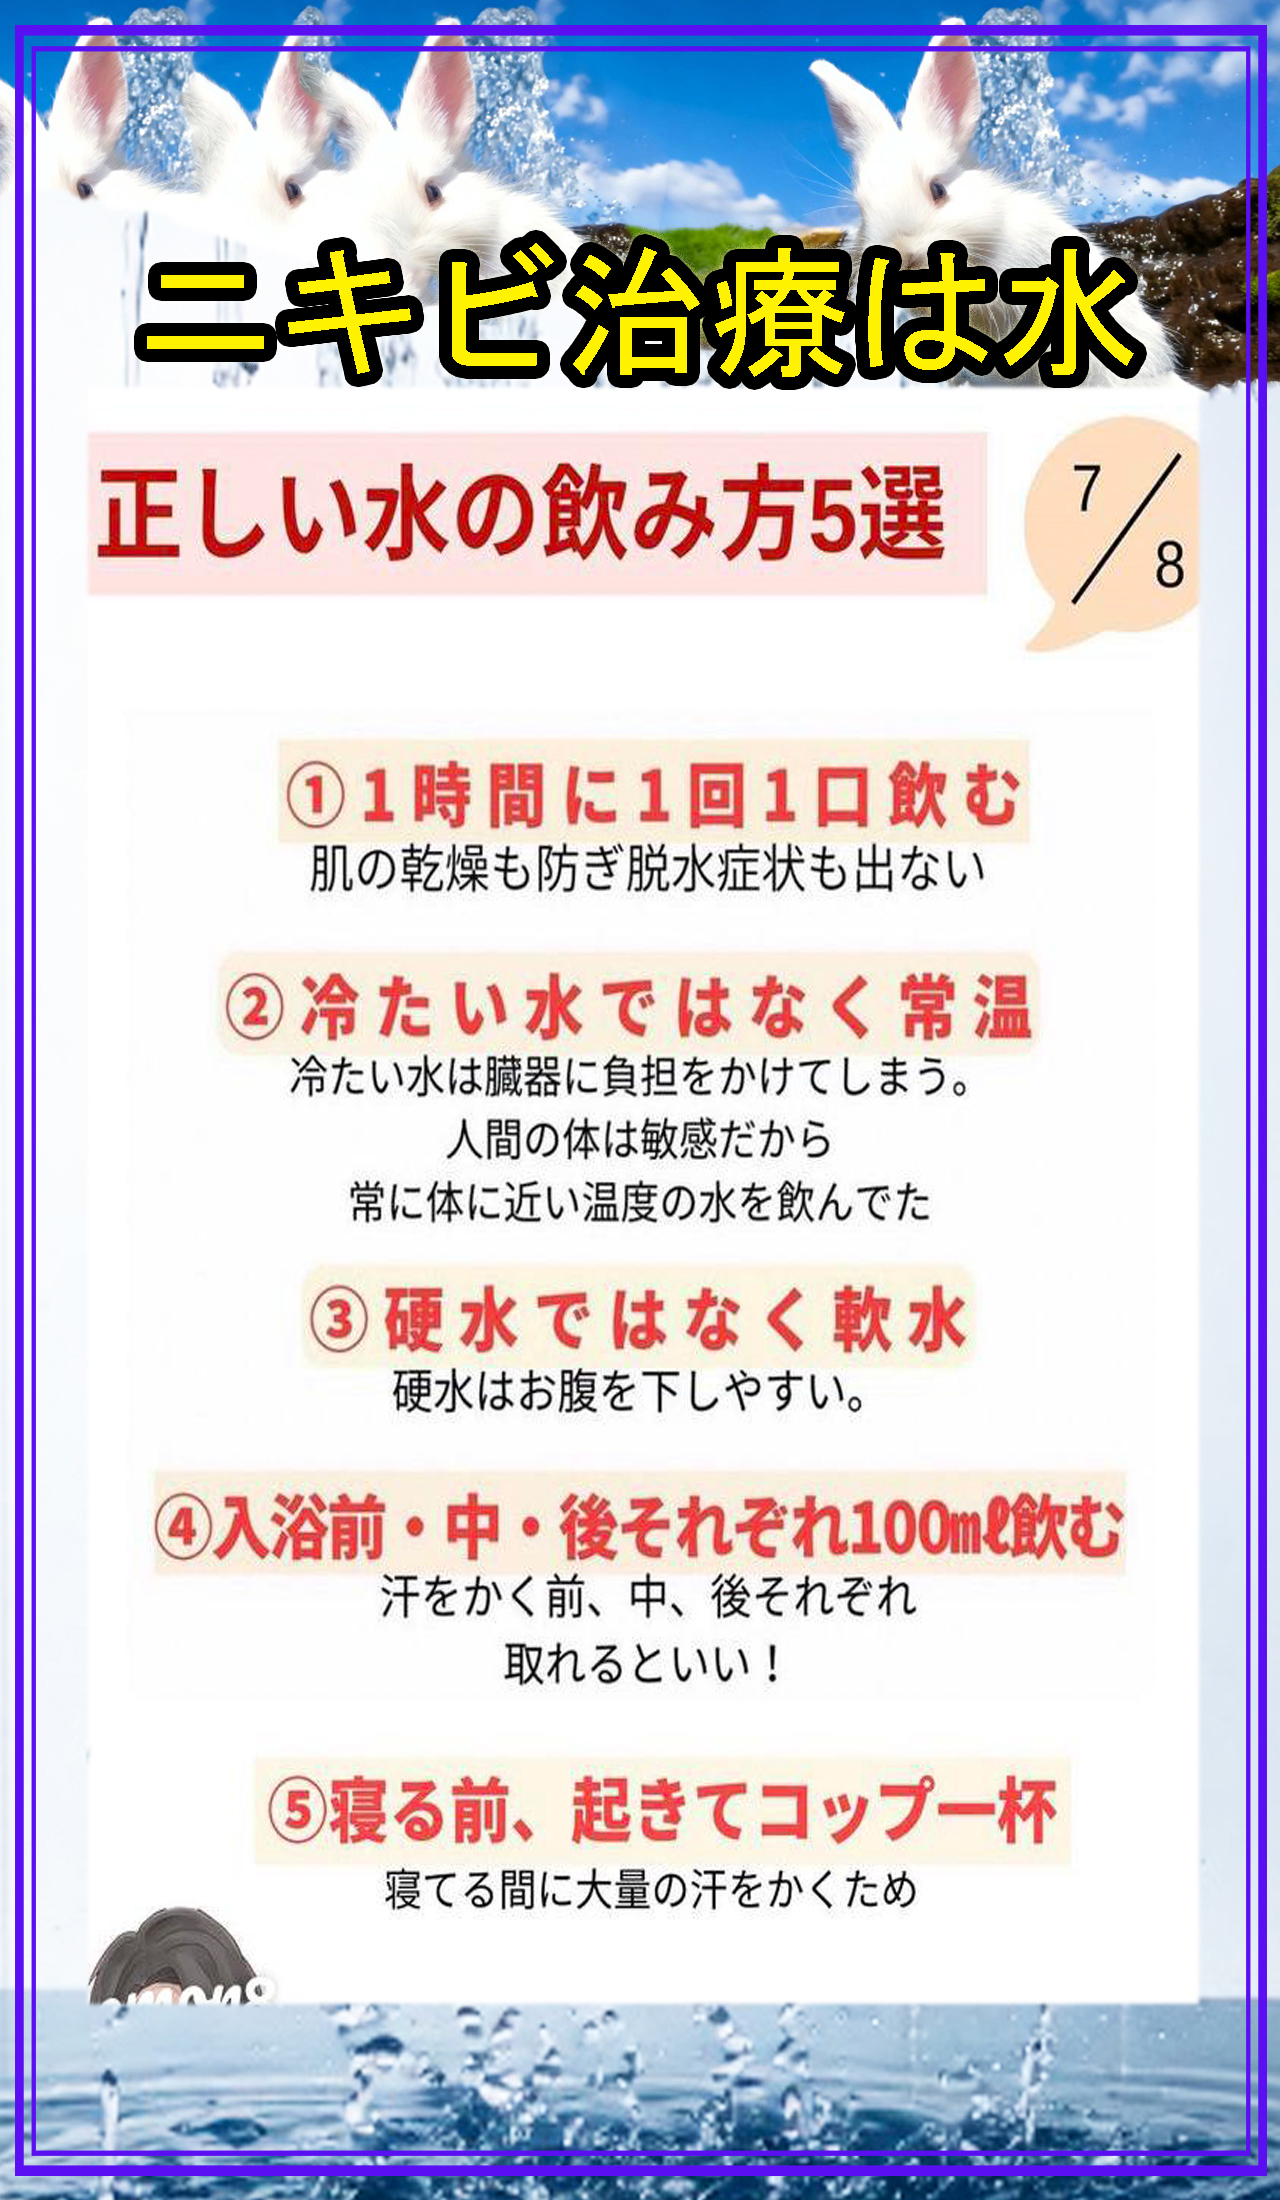 ニキビ治療は水
正しい水の飲み方5選
7/8
①1時間に1回1口飲む
肌の乾燥も防ぎ脱水症状も出ない
②冷たい水ではなく常温
冷たい水は臓器に負担をかけてしまう。
人間の体は敏感だから
常に体に近い温度の水を飲んでた
③硬水ではなく軟水
硬水はお腹を下しやすい。
④入浴前・中・後それぞれ100㎖飲む
汗をかく前、中、後それぞれ
取れるといい！
⑤寝る前、起きてコップ一杯
寝てる間に大量の汗をかくため